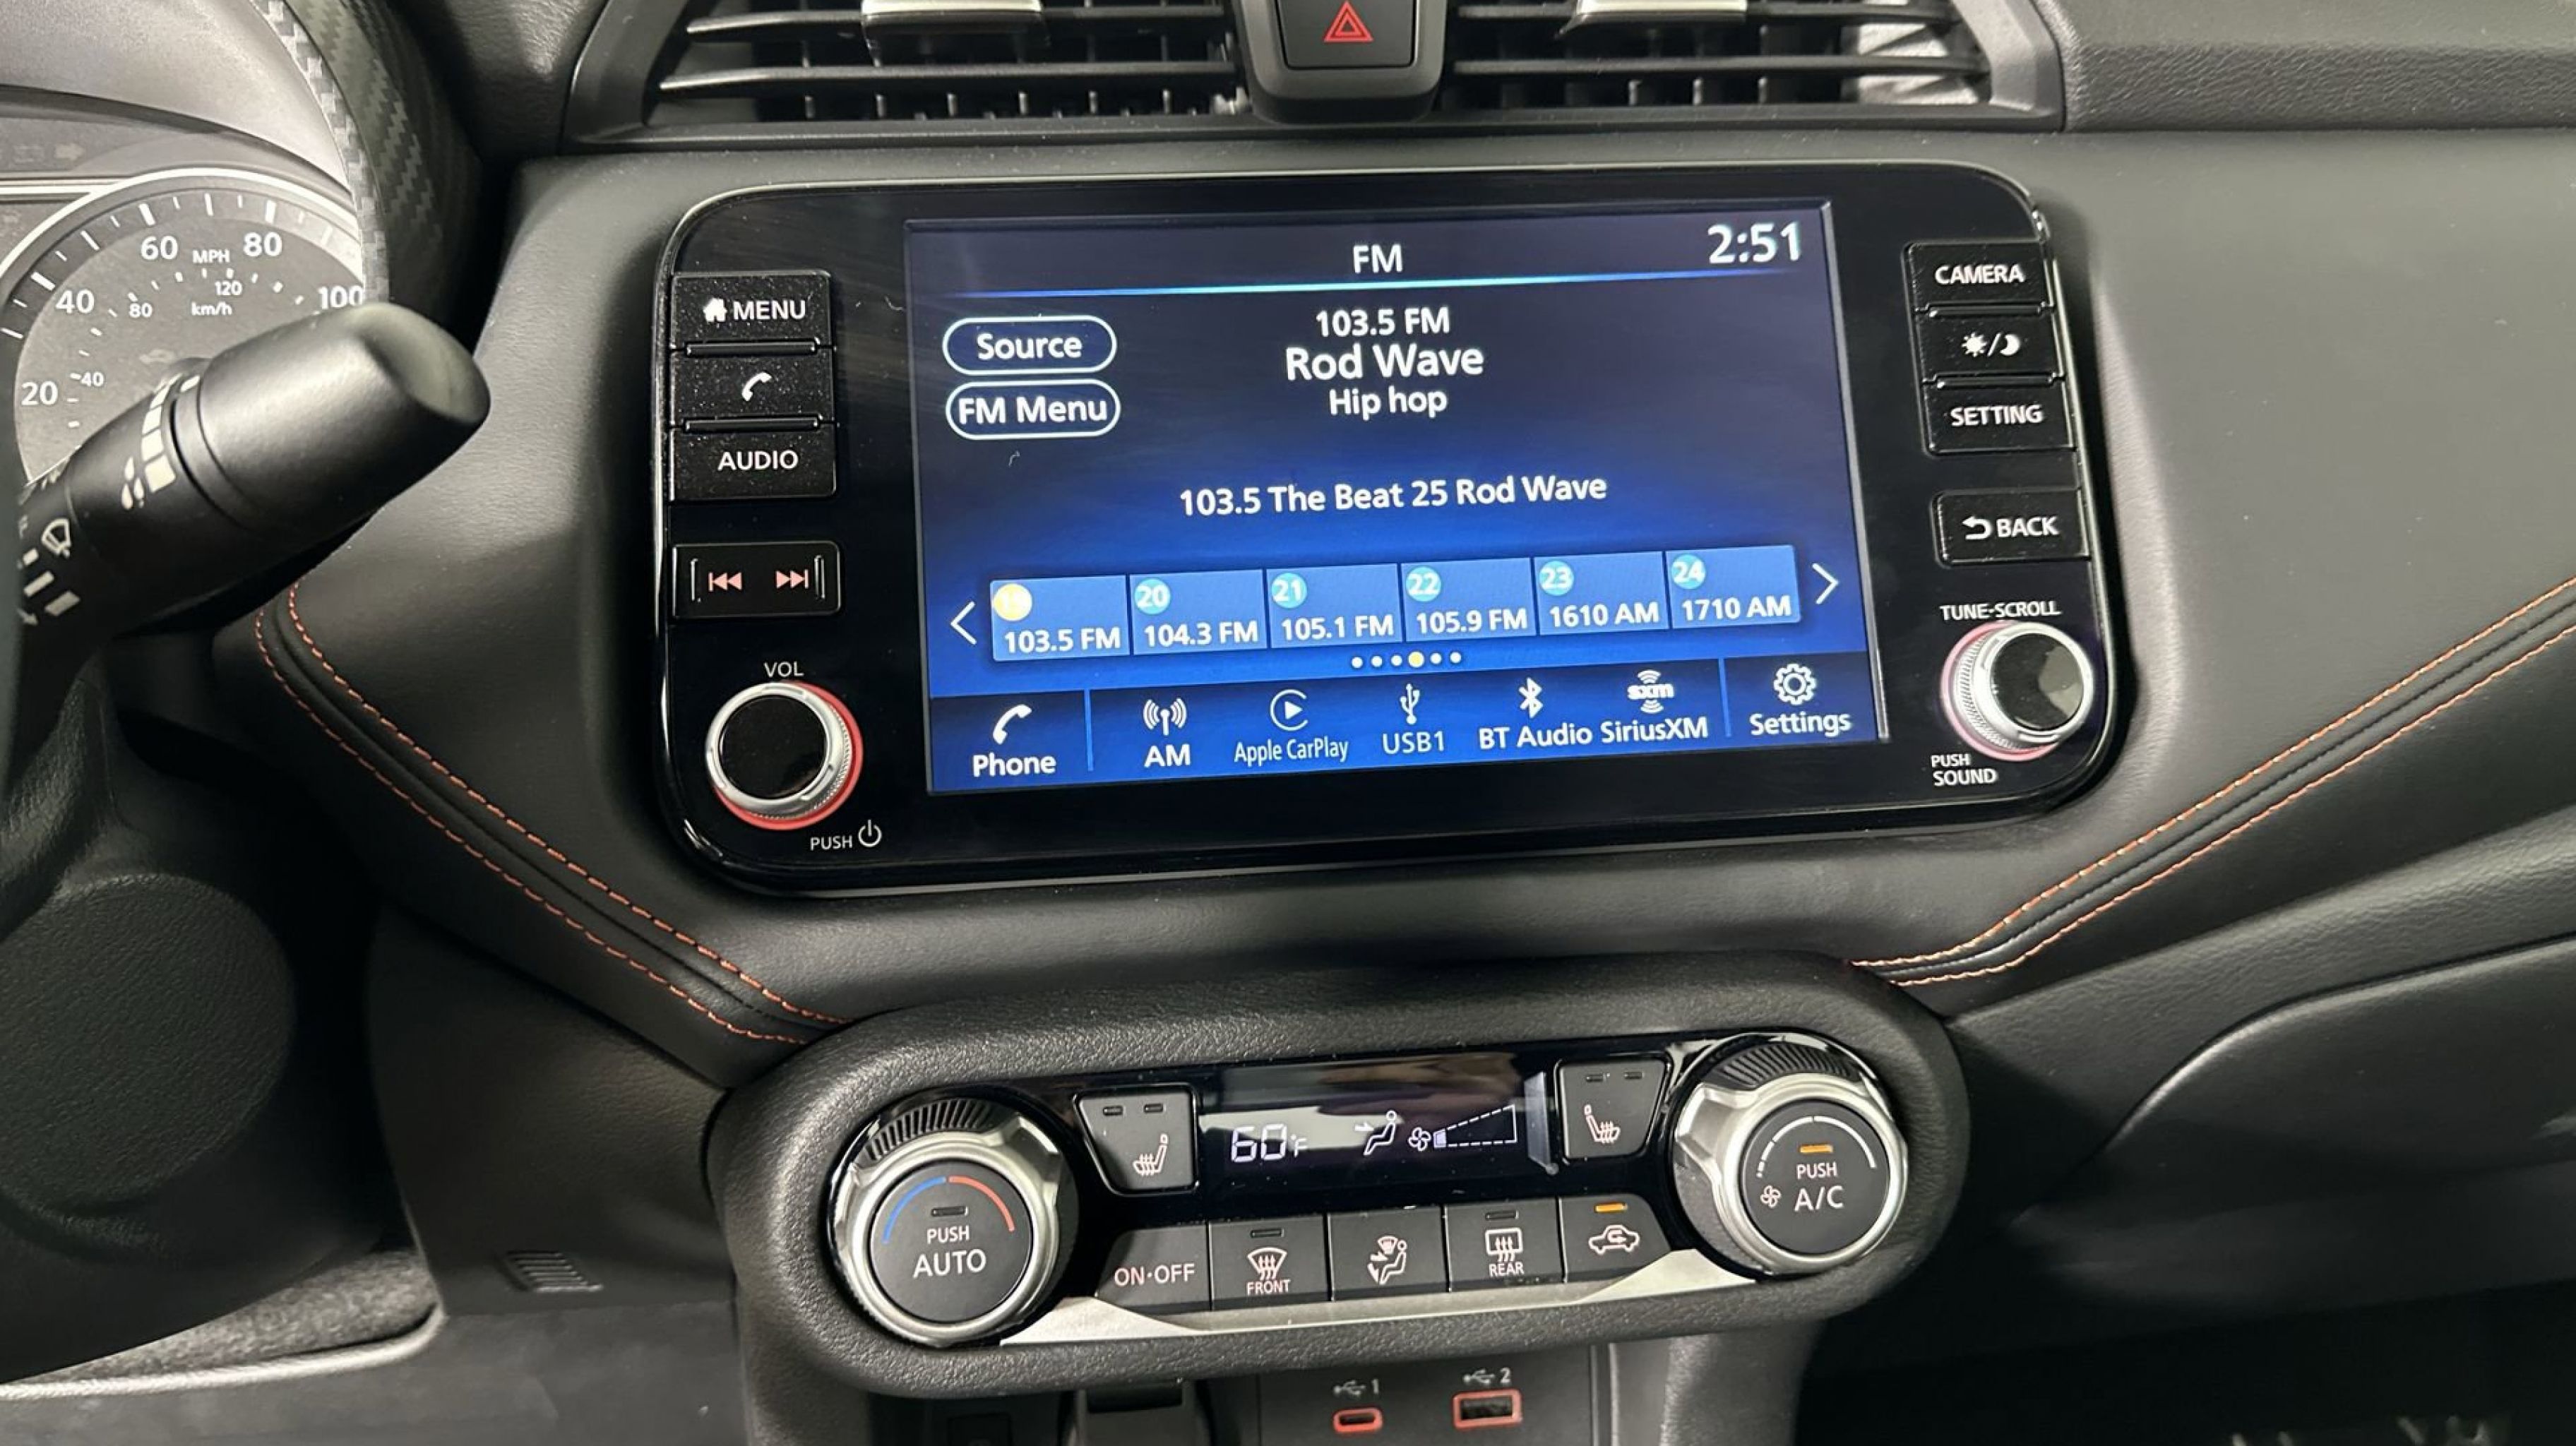 60 MPH 80
40 80 km/h 120 100
20 40
FM
2:51
MENU
AUDIO
VOL
PUSH
Source
FM Menu
103.5 FM
Rod Wave
Hip hop
103.5 The Beat 25 Rod Wave
20 21 22 23 24
103.5 FM 104.3 FM 105.1 FM 105.9 FM 1610 AM 1710 AM
Phone AM Apple CarPlay USB1 BT Audio SiriusXM Settings
sxm
CAMERA
SETTING
BACK
TUNE·SCROLL
PUSH
SOUND
60°F
PUSH
AUTO
ON·OFF
FRONT
REAR
PUSH
A/C
1
2